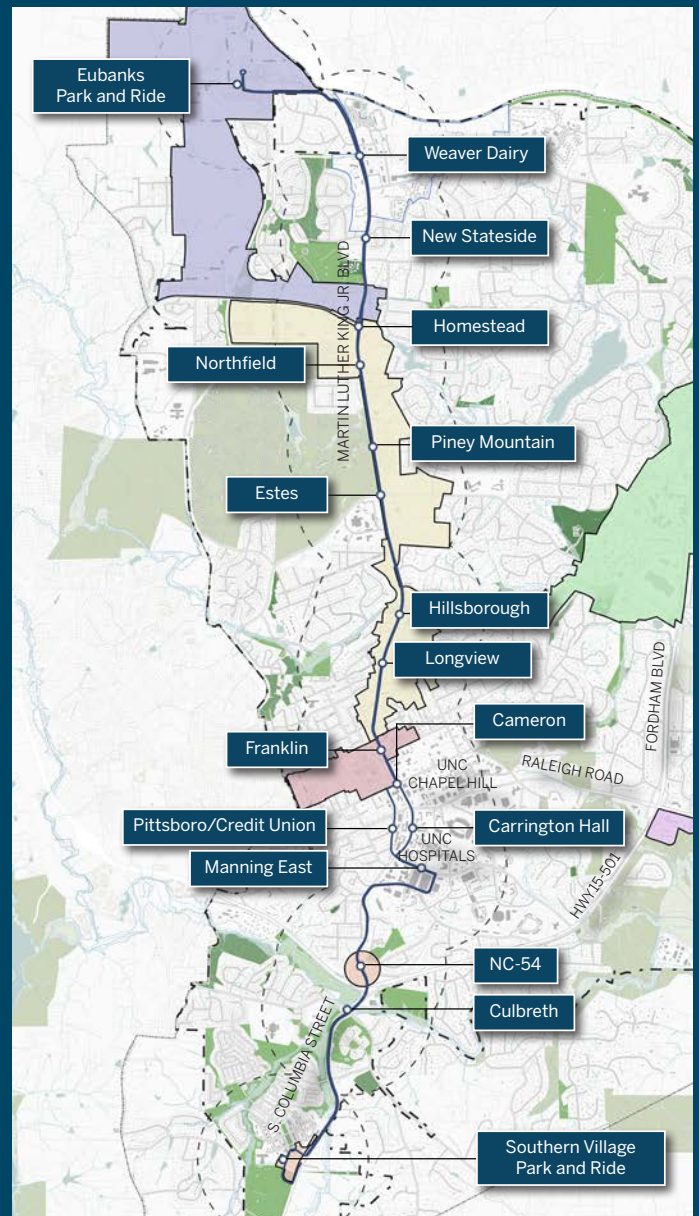 Eubanks
Park and Ride
Weaver Dairy
New Stateside
MARTIN LUTHER KING JR. BLVD
Homestead
Northfield
Piney Mountain
Estes
Hillsborough
Longview
FORDHAM BLVD
Cameron
Franklin
UNC
CHAPEL HILL
RALEIGH ROAD
Pittsboro/Credit Union
Carrington Hall
UNC
HOSPITALS
Manning East
HWY15-501
NC-54
Culbreth
S. COLUMBIA STREET
Southern Village
Park and Ride